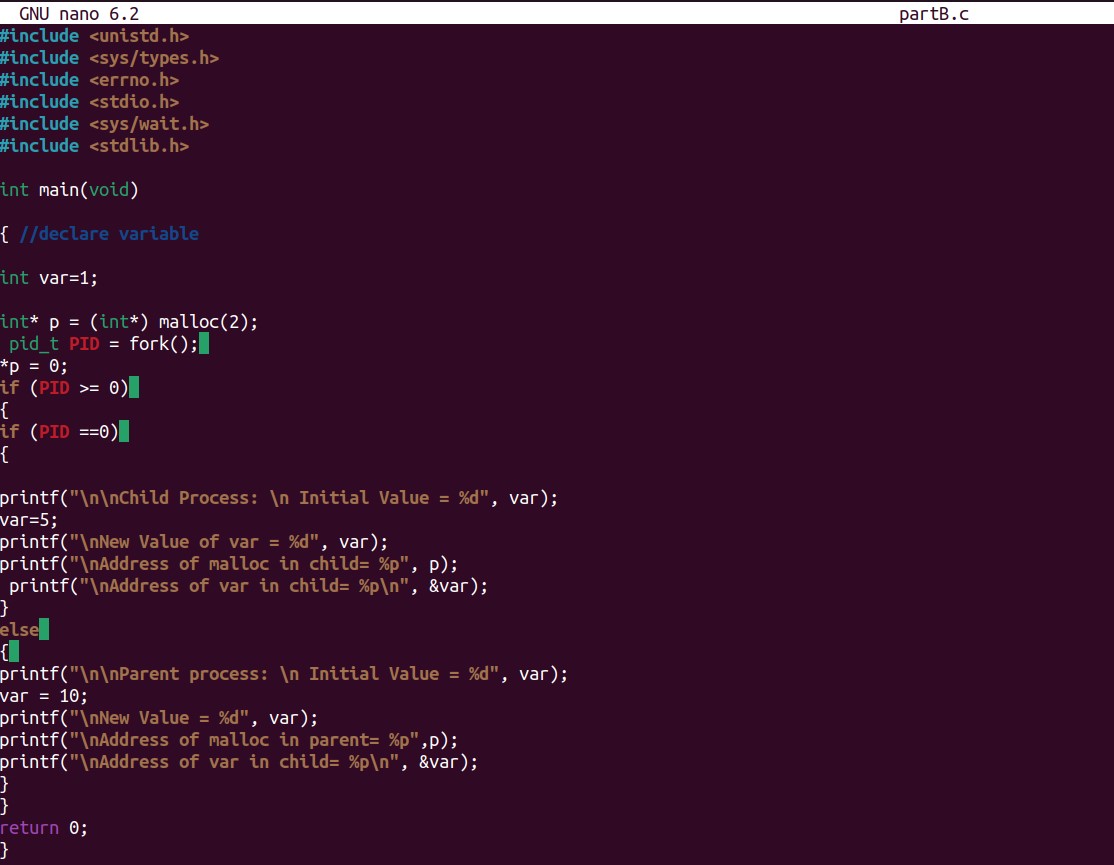 GNU nano 6.2 partB.c
#include <unistd.h>
#include <sys/types.h>
#include <errno.h>
#include <stdio.h>
#include <sys/wait.h>
#include <stdlib.h>
int main(void)
{ //declare variable
int var=1;
int* p = (int*) malloc(2);
pid_t PID = fork();
*p = 0;
if (PID >= 0)
{
if (PID ==0)
{
printf("\n\nChild Process: \n Initial Value = %d", var);
var=5;
printf("\nNew Value of var = %d", var);
printf("\nAddress of malloc in child= %p", p);
printf("\nAddress of var in child= %p\n", &var);
}
else
{
printf("\n\nParent process: \n Initial Value = %d", var);
var = 10;
printf("\nNew Value = %d", var);
printf("\nAddress of malloc in parent= %p",p);
printf("\nAddress of var in child= %p\n", &var);
}
}
return 0;
}